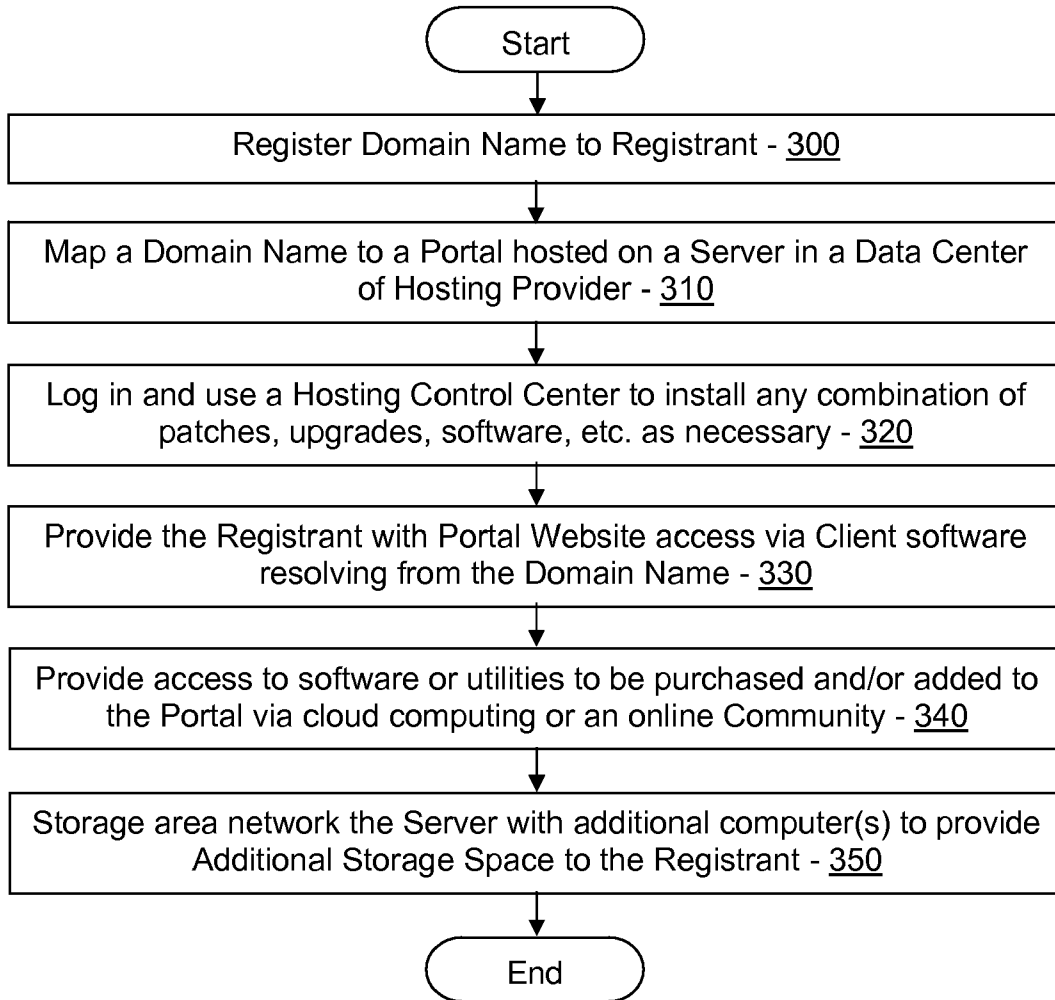 Start
Register Domain Name to Registrant - 300
Map a Domain Name to a Portal hosted on a Server in a Data Center
of Hosting Provider - 310
Log in and use a Hosting Control Center to install any combination of
patches, upgrades, software, etc. as necessary - 320
Provide the Registrant with Portal Website access via Client software
resolving from the Domain Name - 330
Provide access to software or utilities to be purchased and/or added to
the Portal via cloud computing or an online Community - 340
Storage area network the Server with additional computer(s) to provide
Additional Storage Space to the Registrant - 350
End